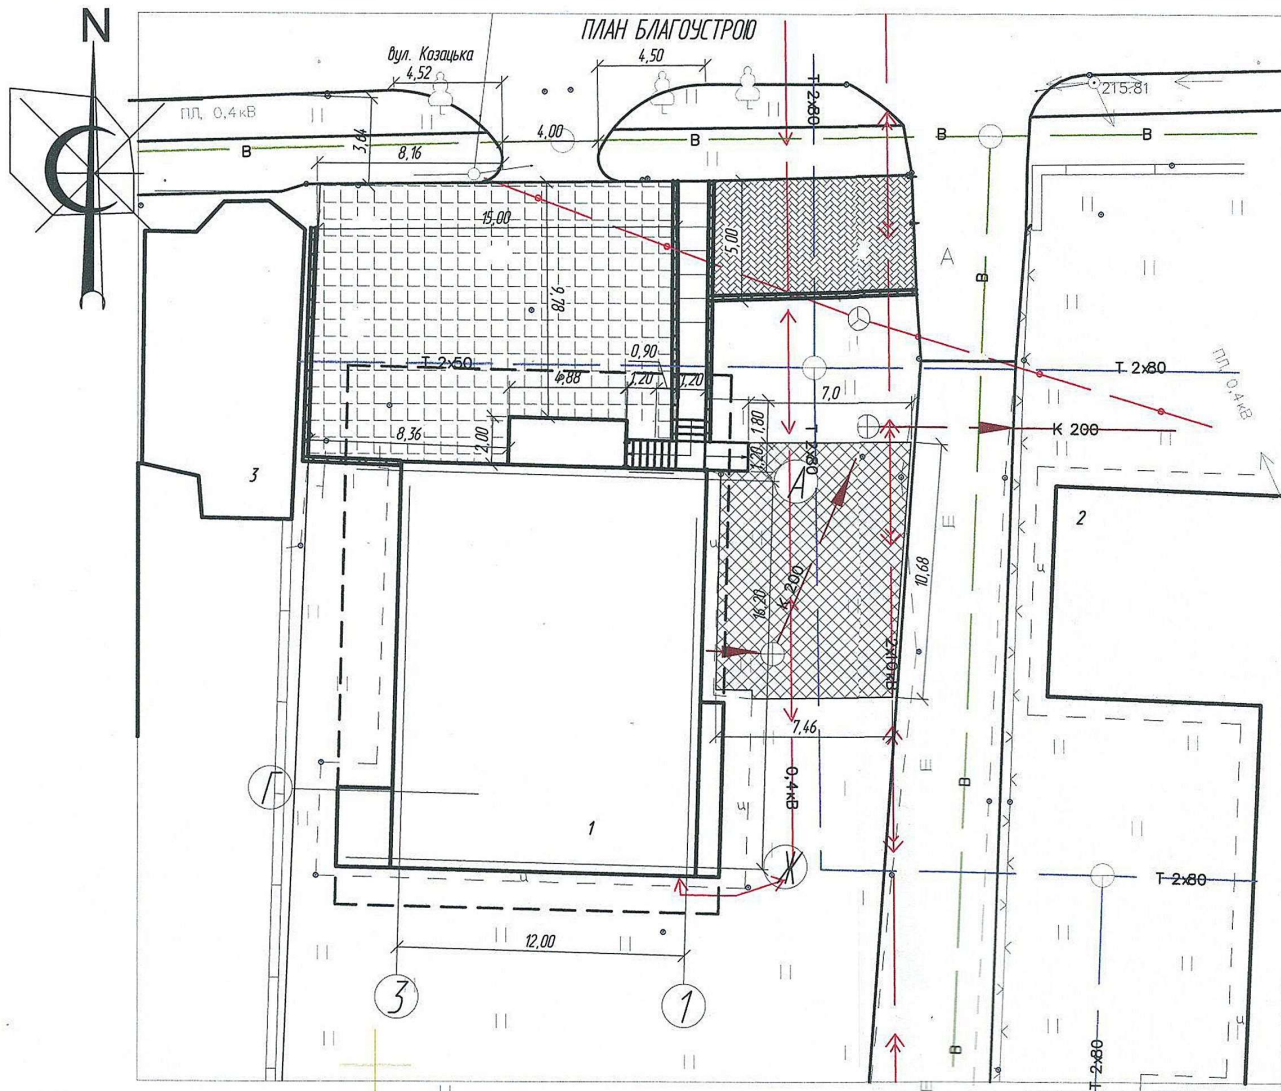 N
ПЛАН БЛАГОУСТРОЮ
вул. Козацька
4,52
4,50
ПЛ, 0,4кВ
Т 2х80
215.81
В
4,00
В
В
В
3,64
8,16
15,00
5,00
А
В
9,78
0,90
Т 2х50
Т 2х80
ПЛ, 0,4кВ
4,88
1,20
1,20
7,0
1,80
К 200
8,36
2,00
1,20
Т 2х80
3
А
2
Ш
10,68
К 200
16,20
2х10кВ
7,46
Г
0,4кВ
Ш
В
1
Ж
Т 2х80
12,00
3
1
В
Т 2х80